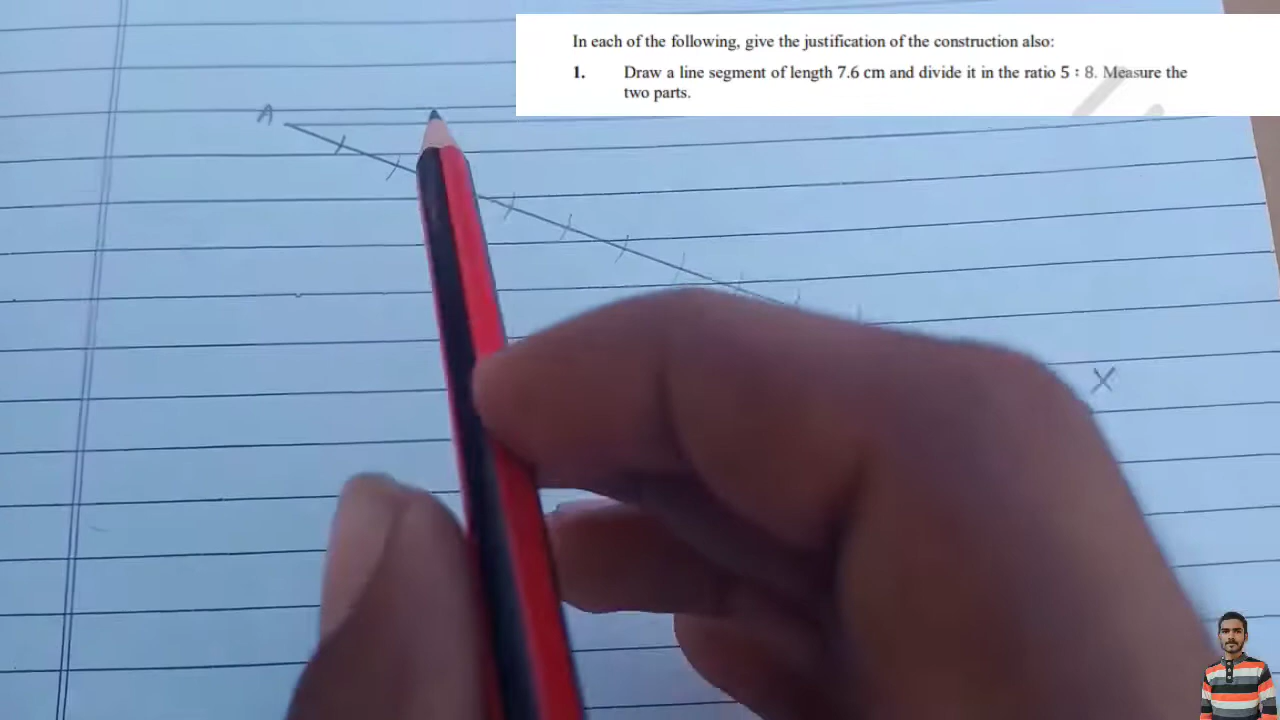 In each of the following, give the justification of the construction also:
1. Draw a line segment of length 7.6 cm and divide it in the ratio 5 : 8. Measure the
two parts.
A
X